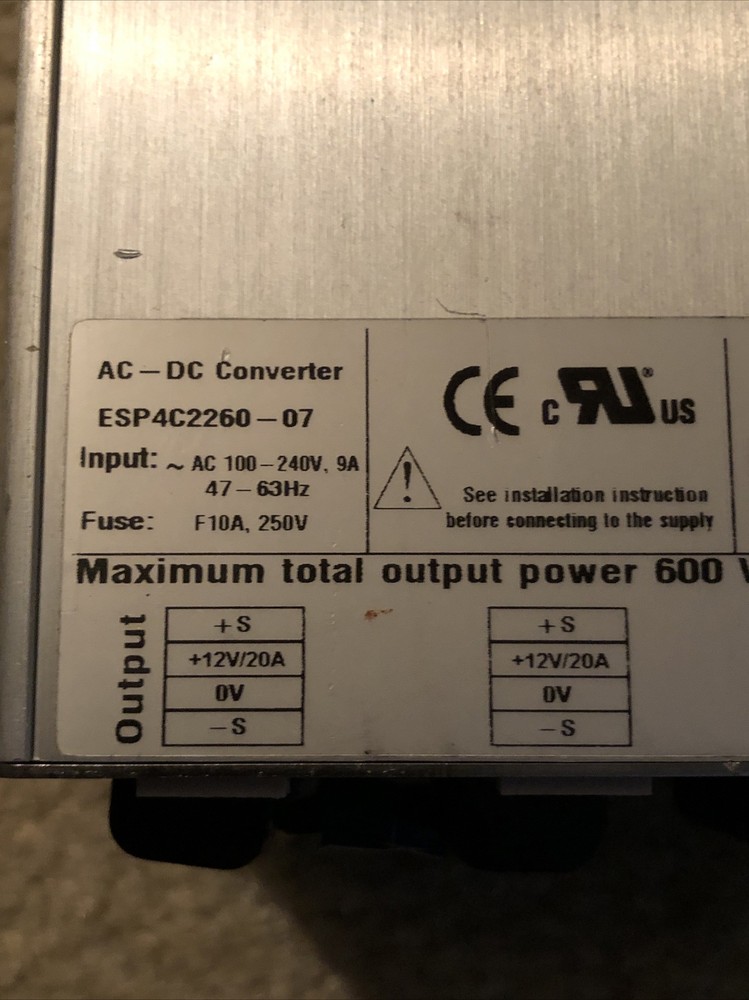 AC – DC Converter
ESP4C2260 – 07
Input: ~ AC 100 – 240V, 9A
47 – 63Hz
Fuse: F10A, 250V
CE c RU® US
!
See installation instruction
before connecting to the supply
Maximum total output power 600
Output
+S
+12V/20A
0V
–S
+S
+12V/20A
0V
–S